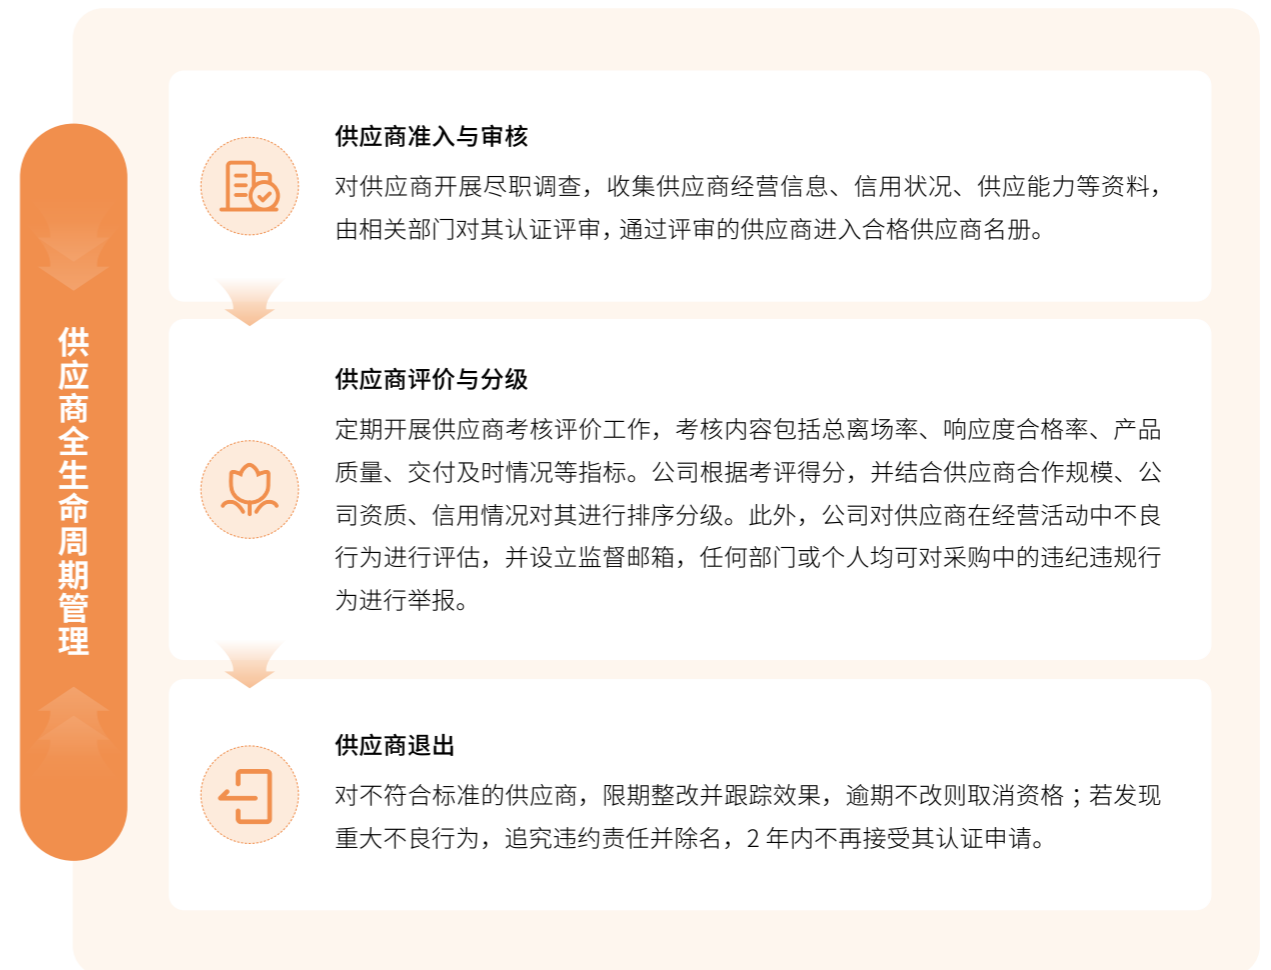 供应商全生命周期管理
供应商准入与审核
对供应商开展尽职调查，收集供应商经营信息、信用状况、供应能力等资料，
由相关部门对其认证评审，通过评审的供应商进入合格供应商名册。
供应商评价与分级
定期开展供应商考核评价工作，考核内容包括总离场率、响应度合格率、产品
质量、交付及时情况等指标。公司根据考评得分，并结合供应商合作规模、公
司资质、信用情况对其进行排序分级。此外，公司对供应商在经营活动中不良
行为进行评估，并设立监督邮箱，任何部门或个人均可对采购中的违纪违规行
为进行举报。
供应商退出
对不符合标准的供应商，限期整改并跟踪效果，逾期不改则取消资格；若发现
重大不良行为，追究违约责任并除名，2 年内不再接受其认证申请。